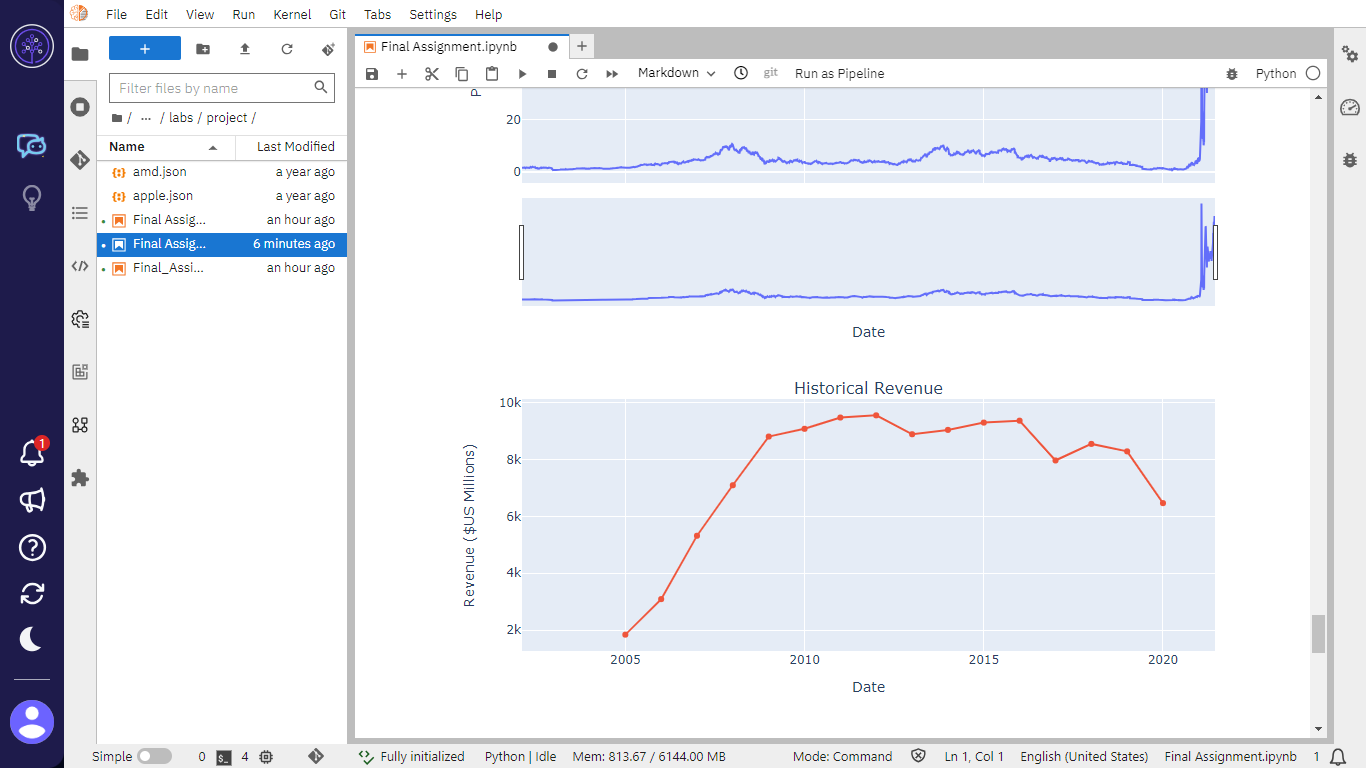 File Edit View Run Kernel Git Tabs Settings Help
Final Assignment.ipynb
Markdown
git
Run as Pipeline
Python
Filter files by name
/ ... / labs / project /
Name Last Modified
amd.json a year ago
apple.json a year ago
Final Assig... an hour ago
Final Assig... 6 minutes ago
Final_Assi... an hour ago
1
20
0
Date
Historical Revenue
Revenue ($US Millions)
10k
8k
6k
4k
2k
2005 2010 2015 2020
Date
Simple 0 4 Fully initialized Python | Idle Mem: 813.67 / 6144.00 MB Mode: Command Ln 1, Col 1 English (United States) Final Assignment.ipynb 1